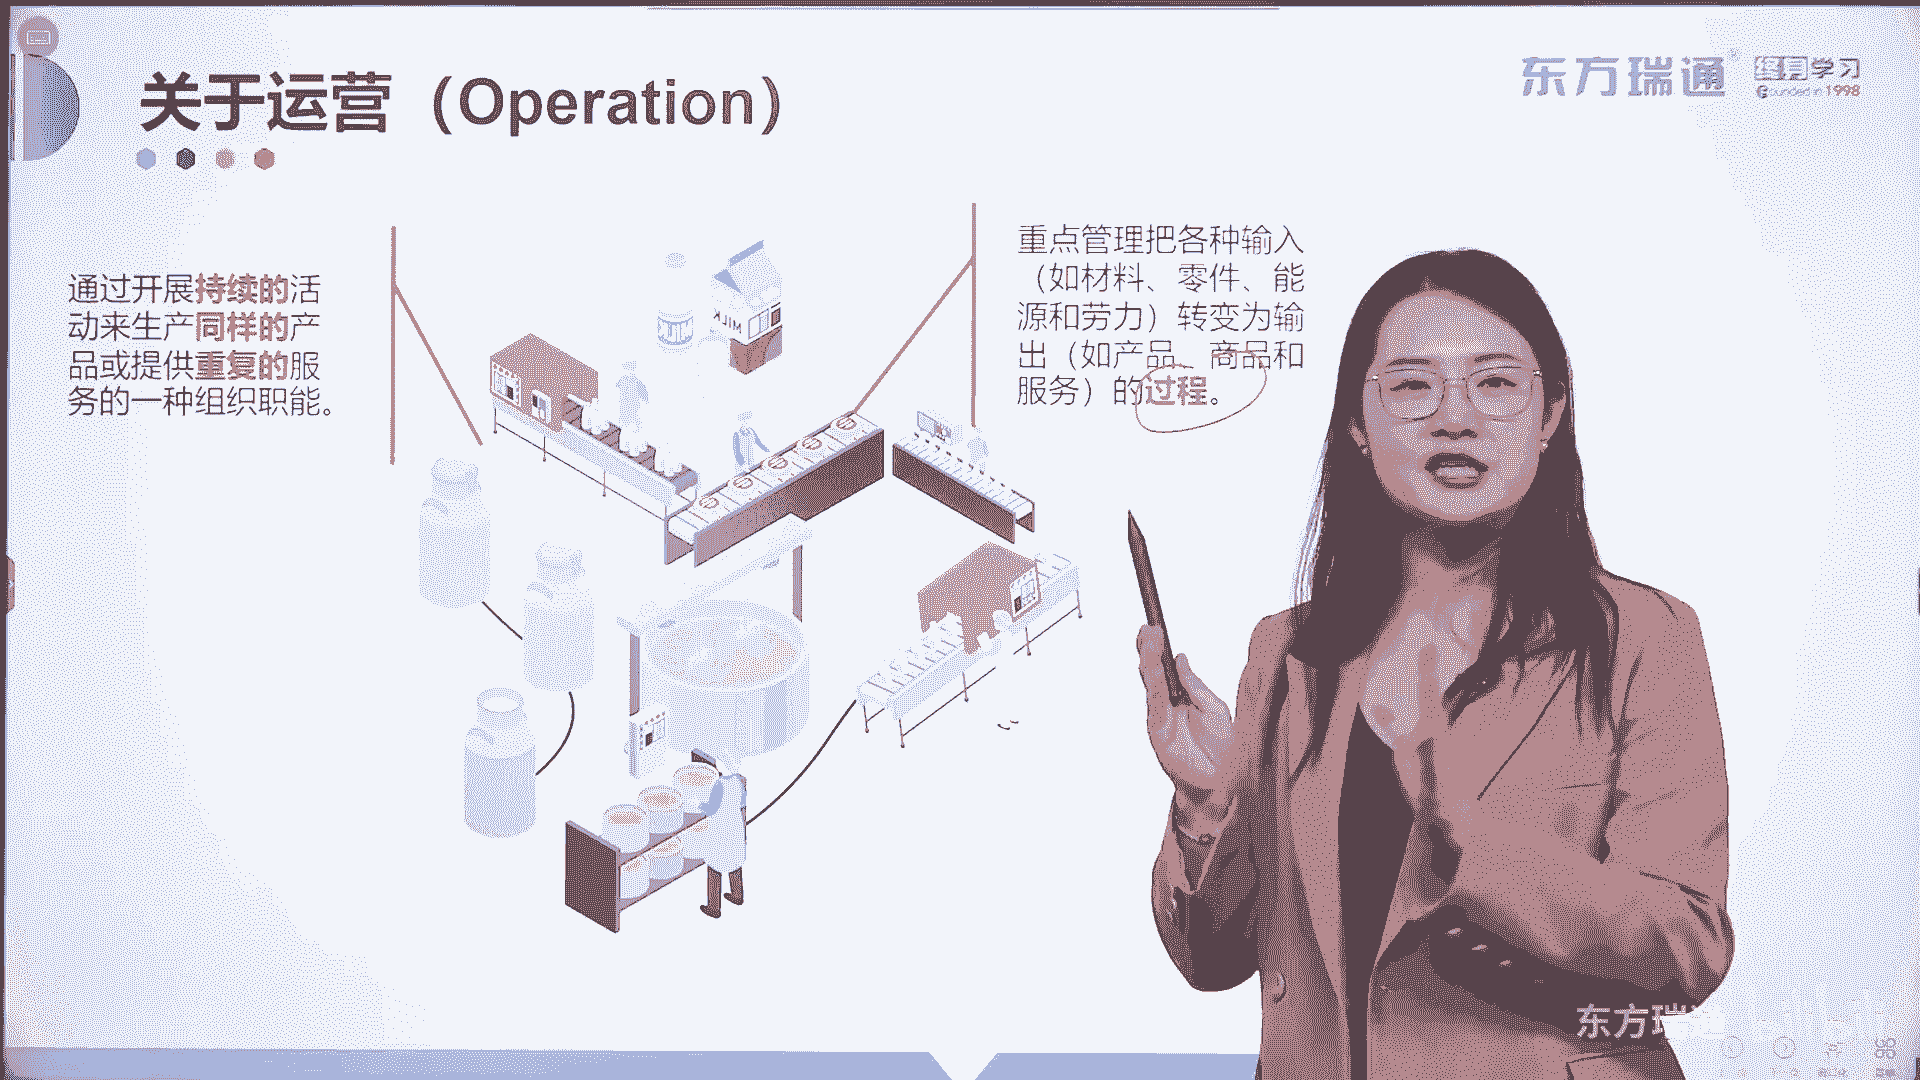 关于运营（Operation）
东方瑞通®
终身学习
Founded in 1998
通过开展持续的活
动来生产同样的产
品或提供重复的服
务的一种组织职能。
重点管理把各种输入
（如材料、零件、能
源和劳力）转变为输
出（如产品、商品和
服务）的过程。
MILK
东方瑞